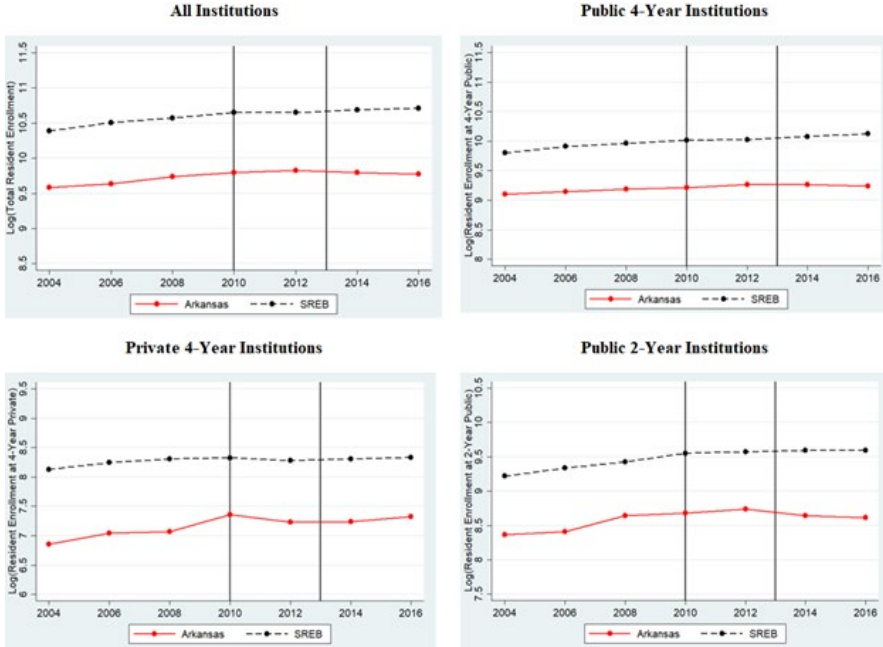 All Institutions
Log(Total Resident Enrollment)
11.5
11
10.5
10
9.5
9
8.5
2004 2006 2008 2010 2012 2014 2016
Arkansas SREB
Public 4-Year Institutions
Log(Resident Enrollment at 4-Year Public)
11.5
11
10.5
10
9.5
9
8.5
8
2004 2006 2008 2010 2012 2014 2016
Arkansas SREB
Private 4-Year Institutions
Log(Resident Enrollment at 4-Year Private)
9.5
9
8.5
8
7.5
7
6.5
6
2004 2006 2008 2010 2012 2014 2016
Arkansas SREB
Public 2-Year Institutions
Log(Resident Enrollment at 2-Year Public)
10.5
10
9.5
9
8.5
8
7.5
2004 2006 2008 2010 2012 2014 2016
Arkansas SREB